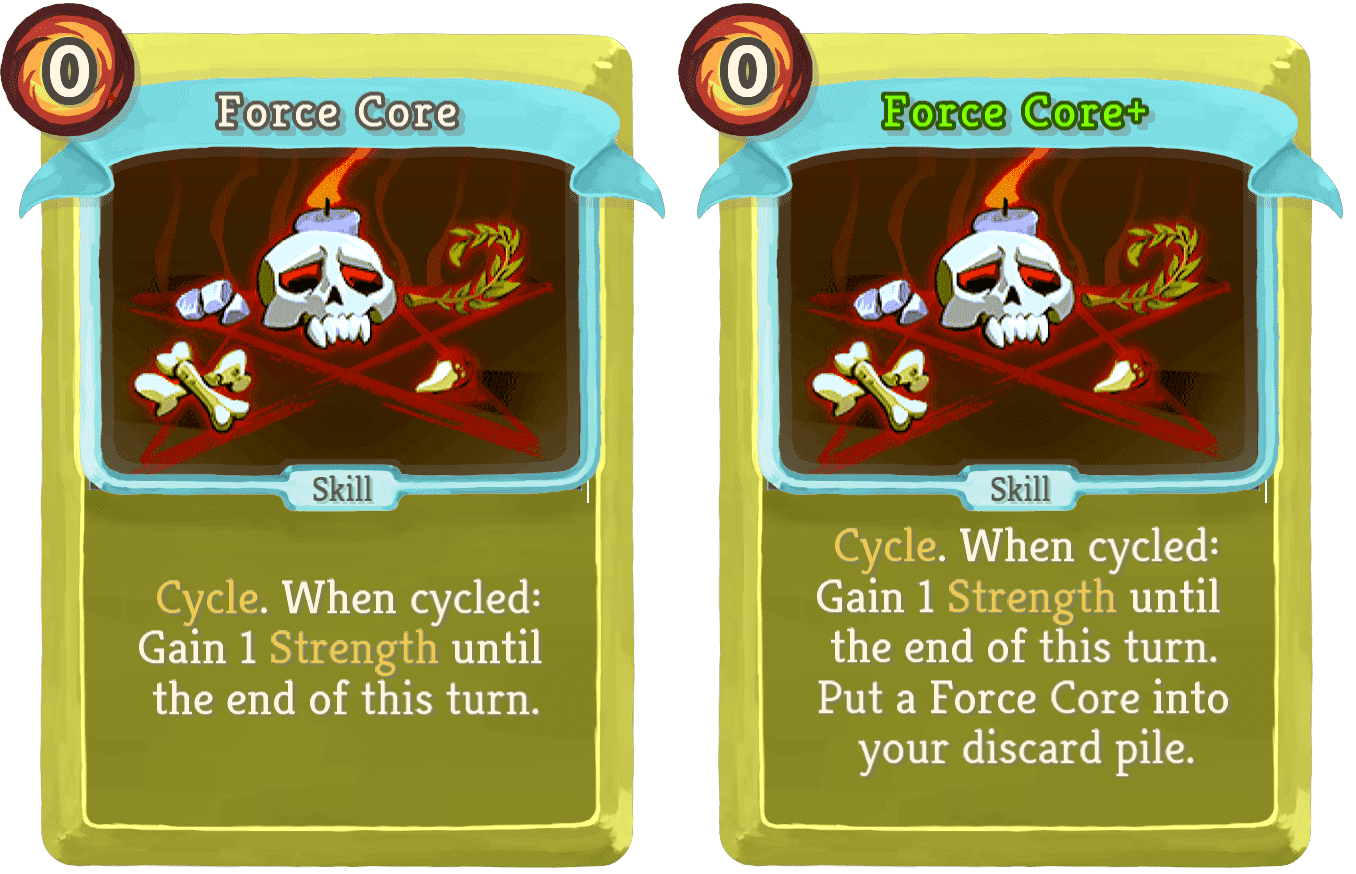 0
Force Core
Skill
Cycle. When cycled:
Gain 1 Strength until
the end of this turn.
0
Force Core+
Skill
Cycle. When cycled:
Gain 1 Strength until
the end of this turn.
Put a Force Core into
your discard pile.